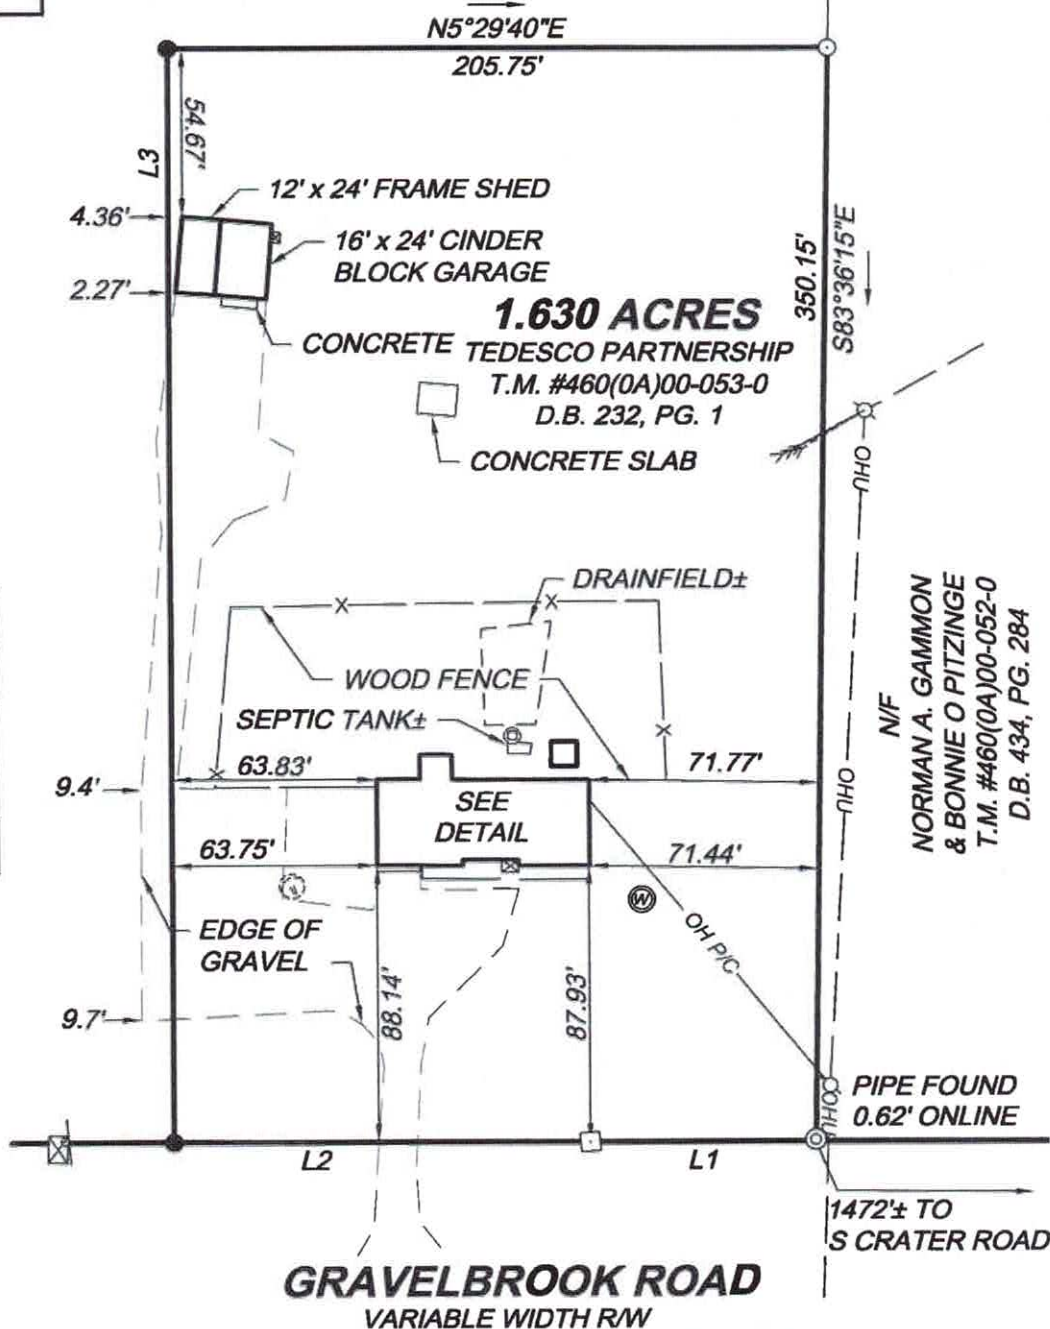 N5°29'40"E
205.75'
54.67'
L3
12' x 24' FRAME SHED
4.36'
16' x 24' CINDER
BLOCK GARAGE
2.27'
CONCRETE
350.15'
S83°36'15"E
1.630 ACRES
TEDESCO PARTNERSHIP
T.M. #460(0A)00-053-0
D.B. 232, PG. 1
CONCRETE SLAB
OHU
DRAINFIELD±
X
X
WOOD FENCE
SEPTIC TANK±
X
X
N/F
NORMAN A. GAMMON
& BONNIE O PITZINGE
T.M. #460(0A)00-052-0
D.B. 434, PG. 284
63.83'
71.77'
9.4'
SEE
DETAIL
OHU
63.75'
71.44'
W
EDGE OF
GRAVEL
OH P/C
88.14'
87.93'
9.7'
OHU
PIPE FOUND
0.62' ONLINE
L2
L1
1472'± TO
S CRATER ROAD
GRAVELBROOK ROAD
VARIABLE WIDTH R/W